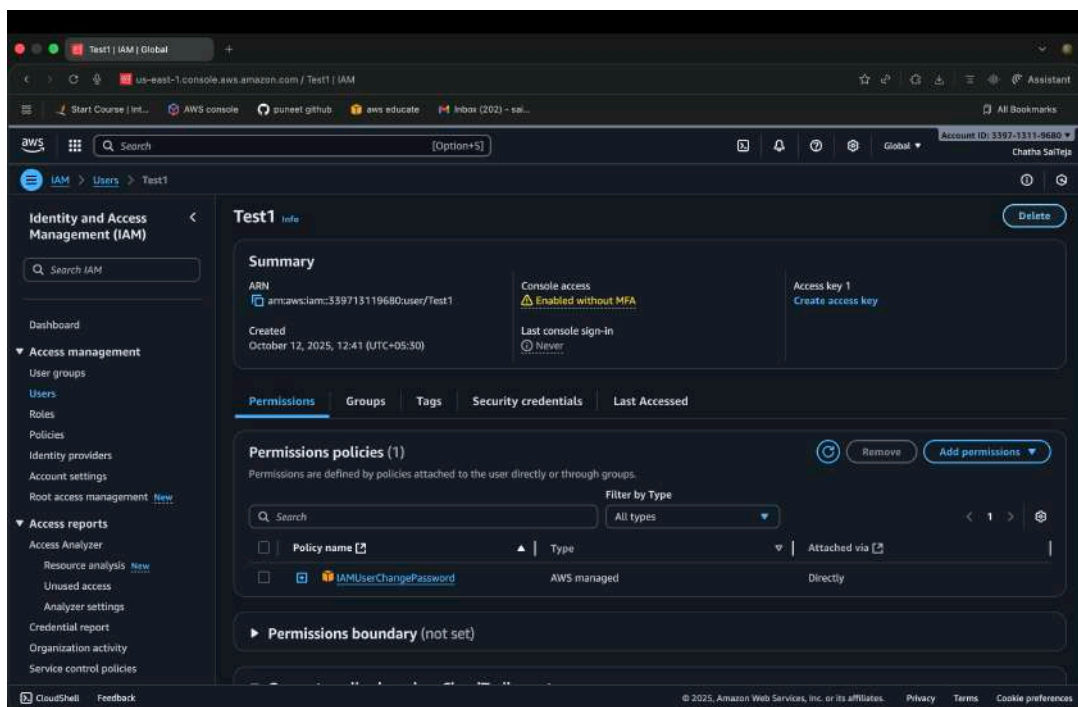 Test1 | IAM | Global
us-east-1.console.aws.amazon.com / Test1 | IAM
Assistant
Start Course | Int...
AWS console
puneet github
aws educate
Inbox (202) - sai...
All Bookmarks
aws
Search
[Option+S]
Global
Account ID: 3397-1311-9680
Chatha SaiTeja
IAM > Users > Test1
Identity and Access
Management (IAM)
Search IAM
Dashboard
Access management
User groups
Users
Roles
Policies
Identity providers
Account settings
Root access management New
Access reports
Access Analyzer
Resource analysis New
Unused access
Analyzer settings
Credential report
Organization activity
Service control policies
Test1 Info
Delete
Summary
ARN
arn:aws:iam::339713119680:user/Test1
Created
October 12, 2025, 12:41 (UTC+05:30)
Console access
Enabled without MFA
Last console sign-in
Never
Access key 1
Create access key
Permissions
Groups
Tags
Security credentials
Last Accessed
Permissions policies (1)
Remove
Add permissions
Permissions are defined by policies attached to the user directly or through groups.
Filter by Type
Search
All types
1
Policy name
Type
Attached via
IAMUserChangePassword
AWS managed
Directly
Permissions boundary (not set)
CloudShell
Feedback
© 2025, Amazon Web Services, Inc. or its affiliates.
Privacy
Terms
Cookie preferences